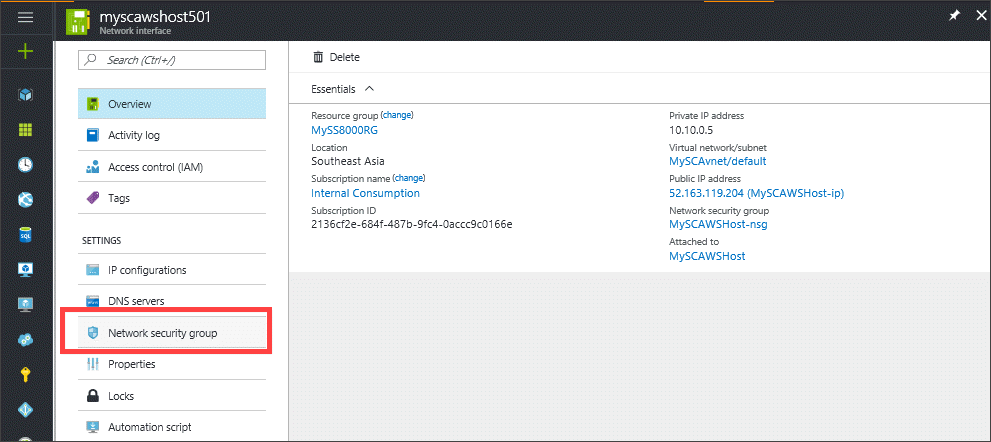 myscawshost501
Network interface
Search (Ctrl+/)
Overview
Activity log
Access control (IAM)
Tags
SETTINGS
IP configurations
DNS servers
Network security group
Properties
Locks
Automation script
Delete
Essentials
Resource group (change)
MySS8000RG
Location
Southeast Asia
Subscription name (change)
Internal Consumption
Subscription ID
2136cf2e-684f-487b-9fc4-0accc9c0166e
Private IP address
10.10.0.5
Virtual network/subnet
MySCAvnet/default
Public IP address
52.163.119.204 (MySCAWSHost-ip)
Network security group
MySCAWSHost-nsg
Attached to
MySCAWSHost
SQL